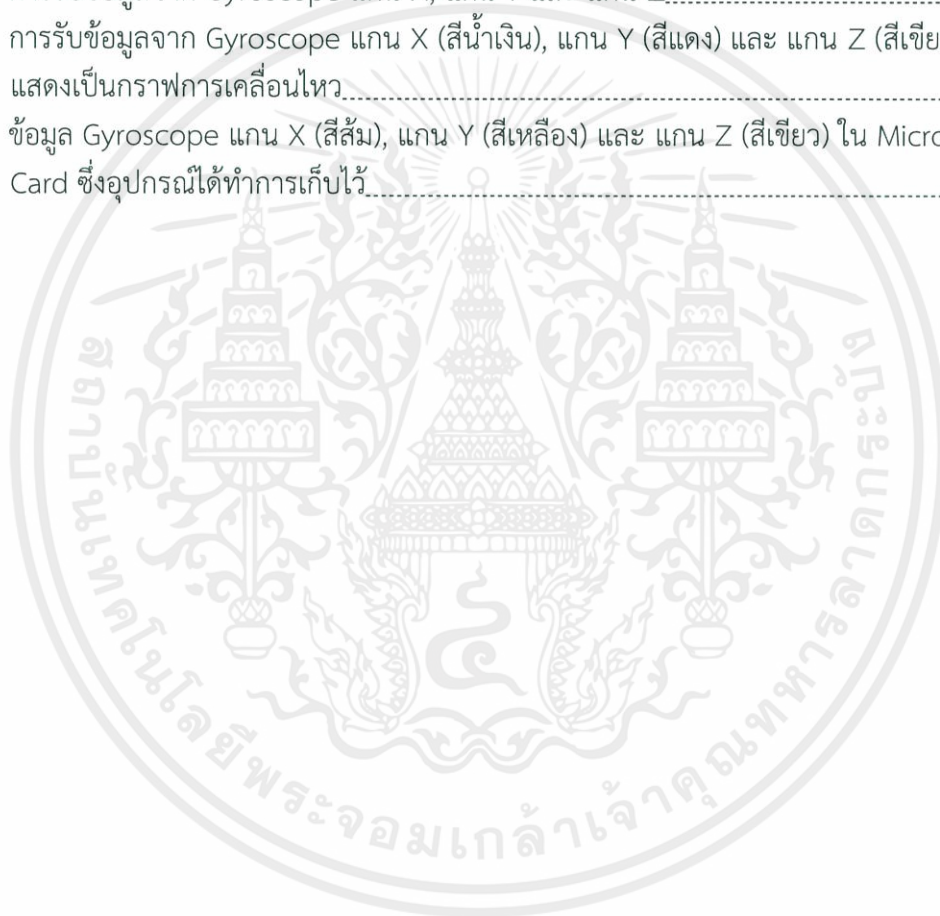 การรับข้อมูลจาก Gyroscope แกน X (สีน้ำเงิน), แกน Y (สีแดง) และ แกน Z (สีเขีย
แสดงเป็นกราฟการเคลื่อนไหว
ข้อมูล Gyroscope แกน X (สีส้ม), แกน Y (สีเหลือง) และ แกน Z (สีเขียว) ใน Micro
Card ซึ่งอุปกรณ์ได้ทำการเก็บไว้
สถาบันเทคโนโลยีพระจอมเกล้าเจ้าคุณทหารลาดกระบัง